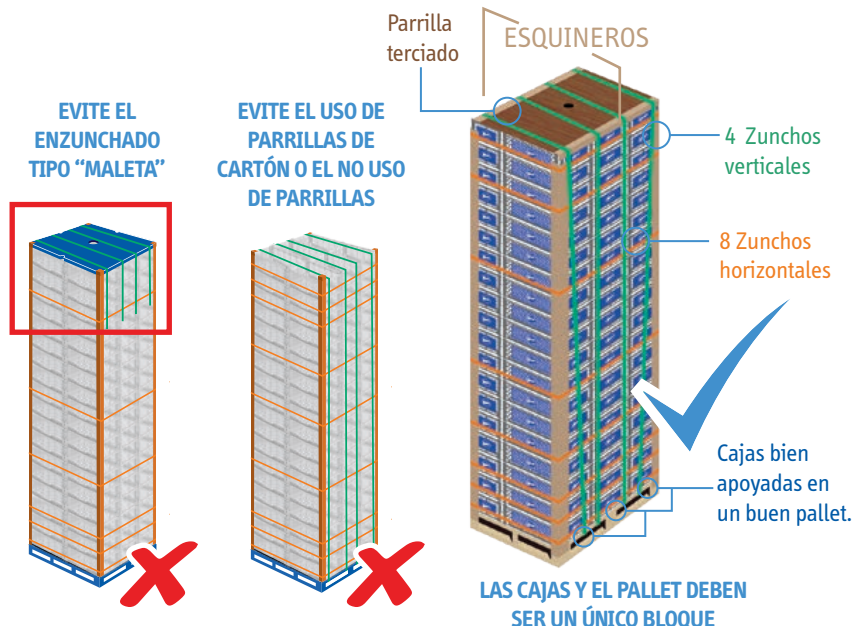 EVITE EL
ENZUNCHADO
TIPO “MALETA”
EVITE EL USO DE
PARRILLAS DE
CARTÓN O EL NO USO
DE PARRILLAS
Parrilla
terciado
ESQUINEROS
4 Zunchos
verticales
8 Zunchos
horizontales
Cajas bien
apoyadas en
un buen pallet.
LAS CAJAS Y EL PALLET DEBEN
SER UN ÚNICO BLOQUE